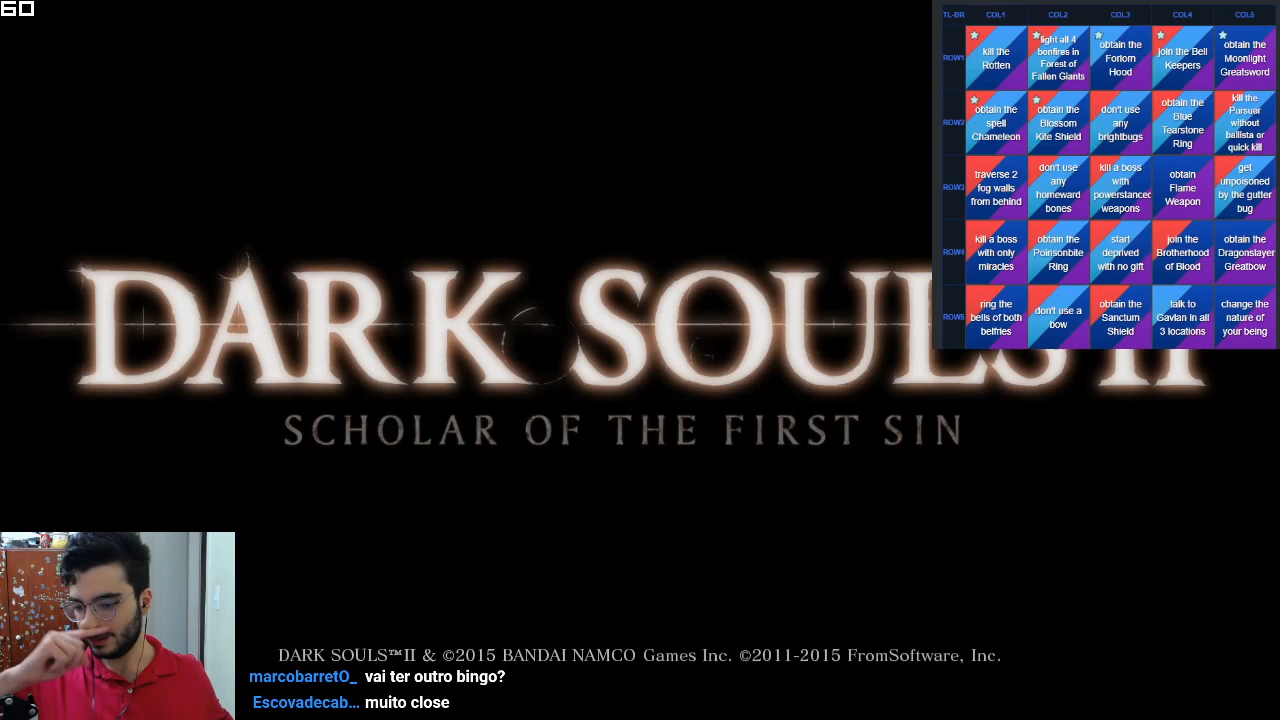 60
TL-BR COL1 COL2 COL3 COL4 COL5
ROW1
kill the
Rotten
light all 4
bonfires in
Forest of
Fallen Giants
obtain the
Forlorn
Hood
join the Bell
Keepers
obtain the
Moonlight
Greatsword
ROW2
obtain the
spell
Chameleon
obtain the
Blossom
Kite Shield
don't use
any
brightbugs
obtain the
Blue
Tearstone
Ring
kill the
Pursuer
without
ballista or
quick kill
ROW3
traverse 2
fog walls
from behind
don't use
any
homeward
bones
kill a boss
with
powerstanced
weapons
obtain
Flame
Weapon
get
unpoisoned
by the gutter
bug
ROW4
kill a boss
with only
miracles
obtain the
Poinsonbite
Ring
start
deprived
with no gift
join the
Brotherhood
of Blood
obtain the
Dragonslayer
Greatbow
ROW5
ring the
bells of both
belfries
don't use a
bow
obtain the
Sanctum
Shield
talk to
Gavlan in all
3 locations
change the
nature of
your being
DARK SOULS II
SCHOLAR OF THE FIRST SIN
DARK SOULS™II & ©2015 BANDAI NAMCO Games Inc. ©2011-2015 FromSoftware, Inc.
marcobarretO_ vai ter outro bingo?
Escovadecab... muito close